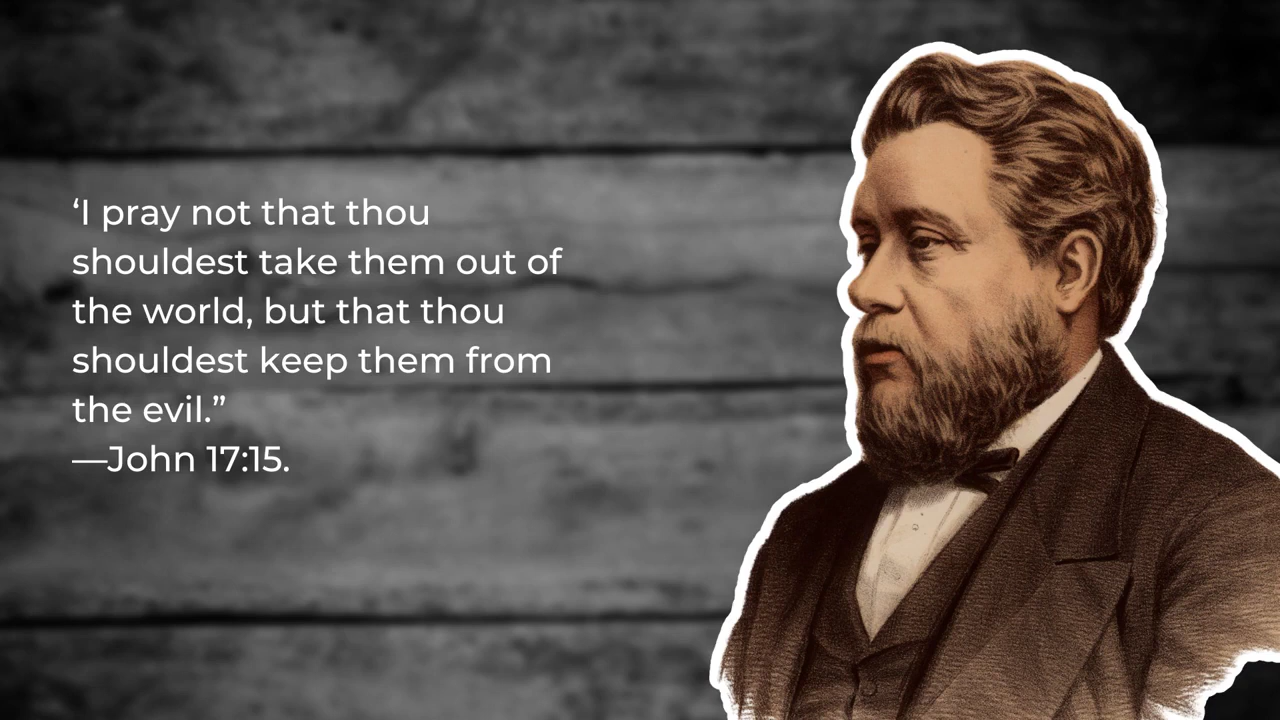 ‘I pray not that thou
shouldest take them out of
the world, but that thou
shouldest keep them from
the evil.”
—John 17:15.